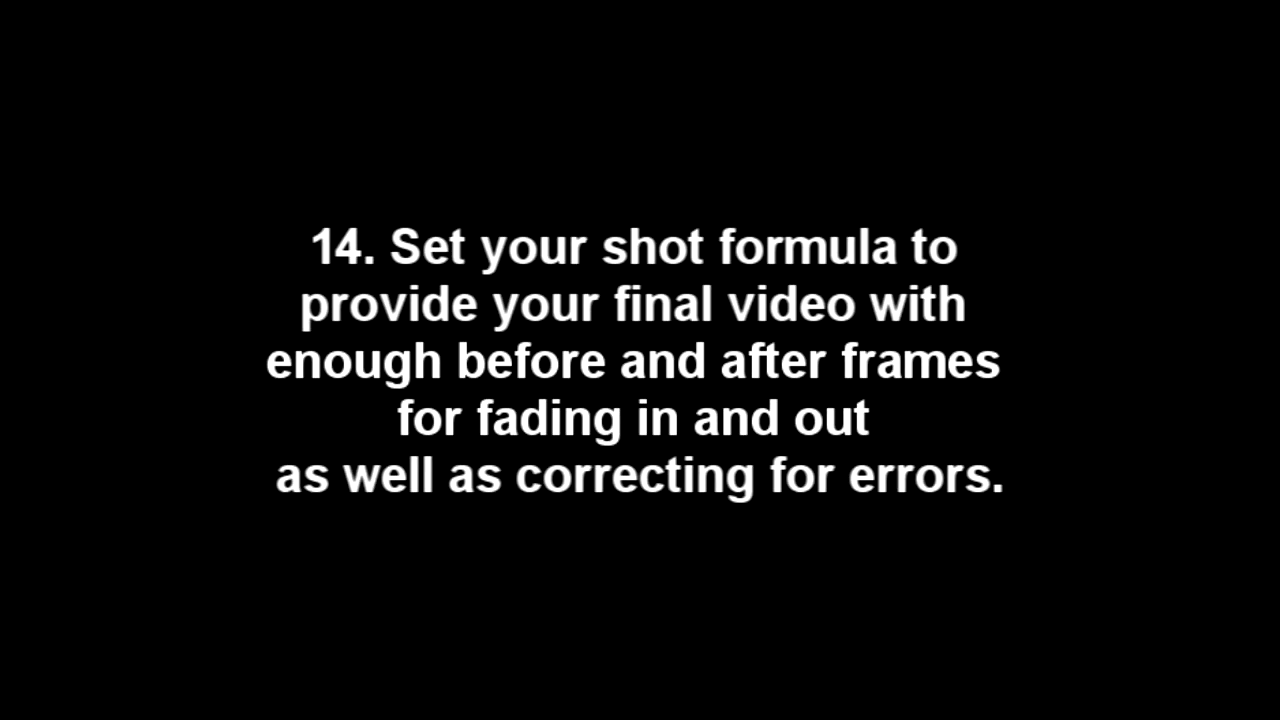 14. Set your shot formula to
provide your final video with
enough before and after frames
for fading in and out
as well as correcting for errors.